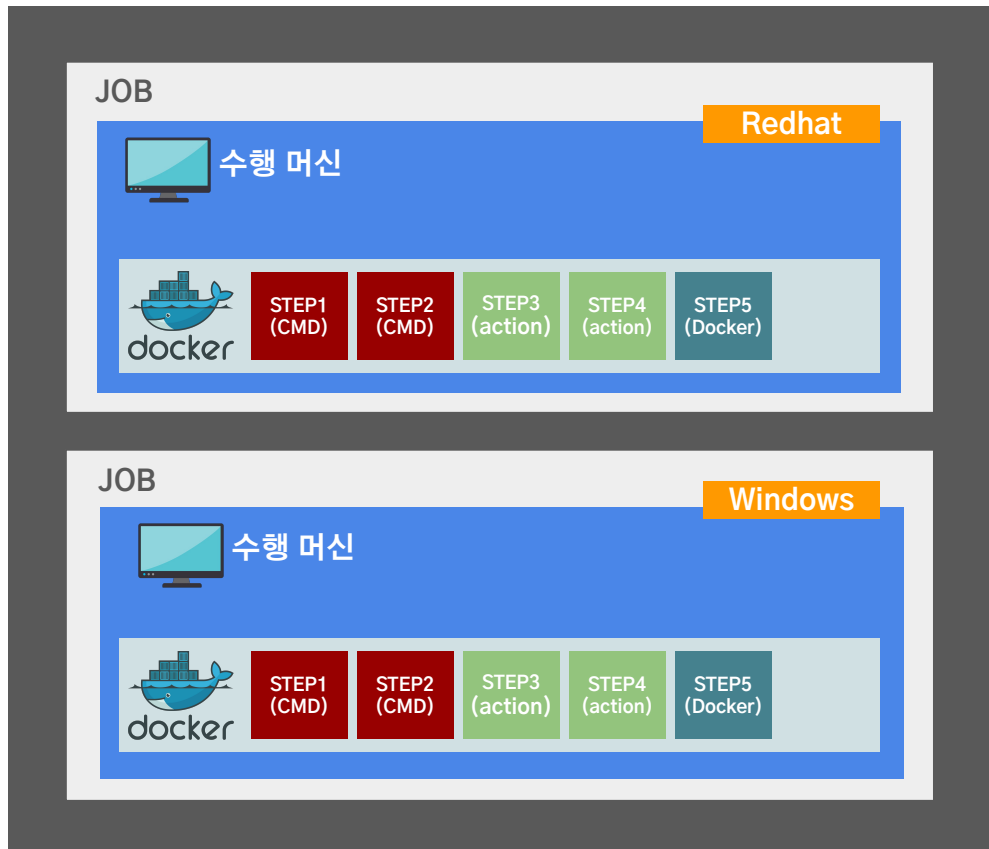 JOB
Redhat
수행 머신
docker
STEP1
(CMD)
STEP2
(CMD)
STEP3
(action)
STEP4
(action)
STEP5
(Docker)
JOB
Windows
수행 머신
docker
STEP1
(CMD)
STEP2
(CMD)
STEP3
(action)
STEP4
(action)
STEP5
(Docker)